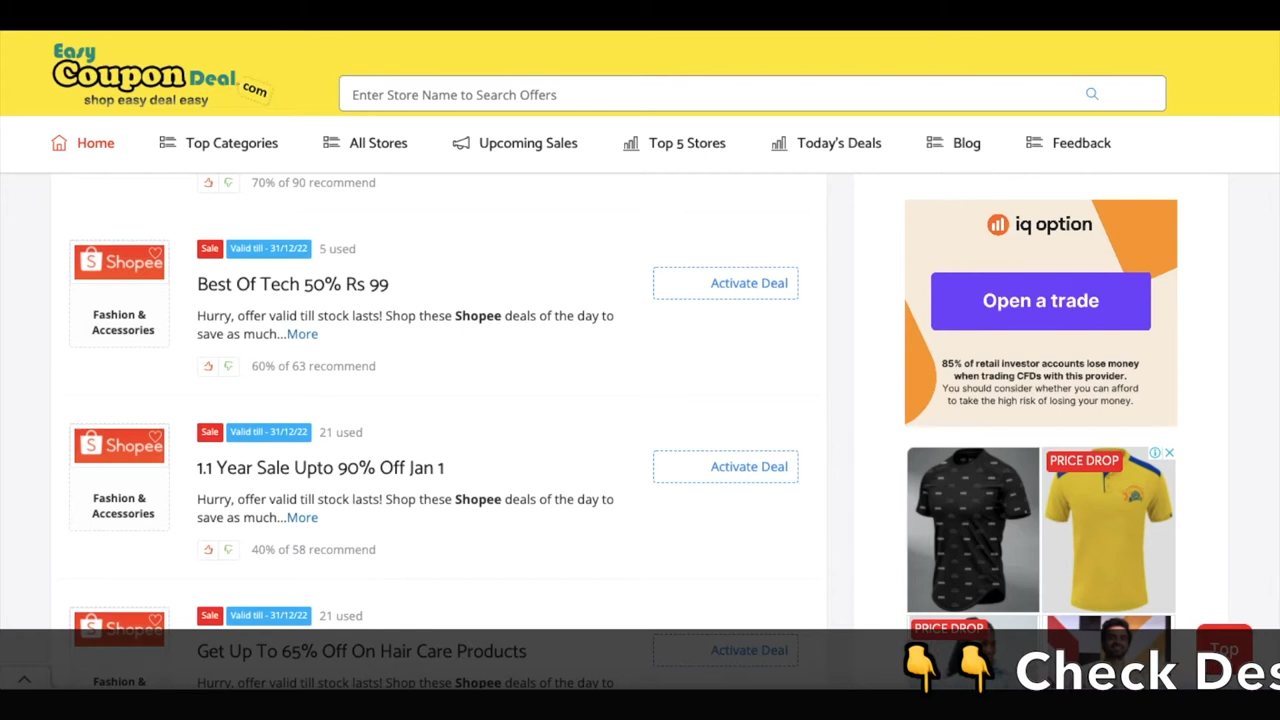 Easy
Coupon Deal.com
shop easy deal easy
Enter Store Name to Search Offers
Home
Top Categories
All Stores
Upcoming Sales
Top 5 Stores
Today's Deals
Blog
Feedback
70% of 90 recommend
Shopee
Fashion &
Accessories
Sale
Valid till - 31/12/22
5 used
Best Of Tech 50% Rs 99
Hurry, offer valid till stock lasts! Shop these Shopee deals of the day to
save as much...More
60% of 63 recommend
Activate Deal
Shopee
Fashion &
Accessories
Sale
Valid till - 31/12/22
21 used
1.1 Year Sale Upto 90% Off Jan 1
Hurry, offer valid till stock lasts! Shop these Shopee deals of the day to
save as much...More
40% of 58 recommend
Activate Deal
Shopee
Fashion &
Sale
Valid till - 31/12/22
21 used
Get Up To 65% Off On Hair Care Products
Hurry, offer valid till stock lasts! Shop these Shopee deals of the day to
Activate Deal
iq option
Open a trade
85% of retail investor accounts lose money
when trading CFDs with this provider.
You should consider whether you can afford
to take the high risk of losing your money.
PRICE DROP
PRICE DROP
Top
Check Des